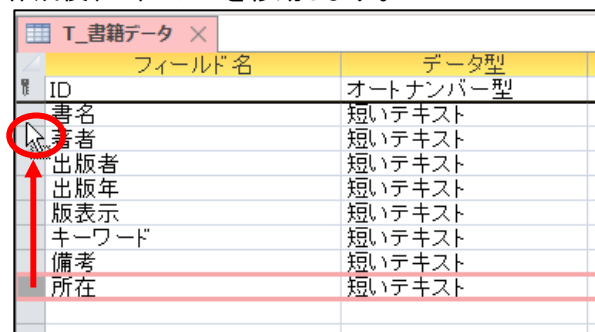 T_書籍データ
フィールド名 データ型
ID オートナンバー型
書名 短いテキスト
著者 短いテキスト
出版者 短いテキスト
出版年 短いテキスト
版表示 短いテキスト
キーワード 短いテキスト
備考 短いテキスト
所在 短いテキスト